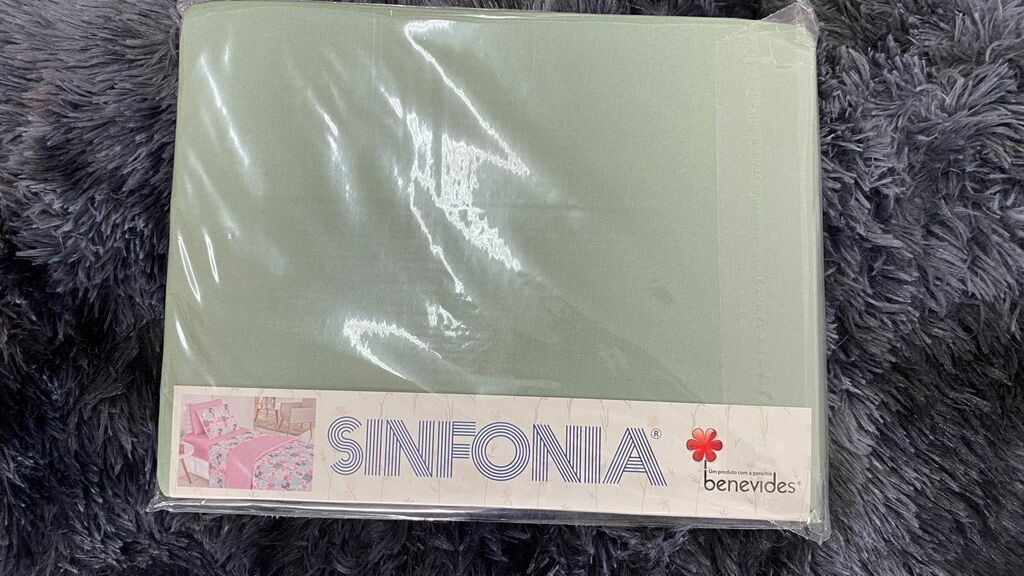 SINFONIA®
Um produto com a garantia
benevides®